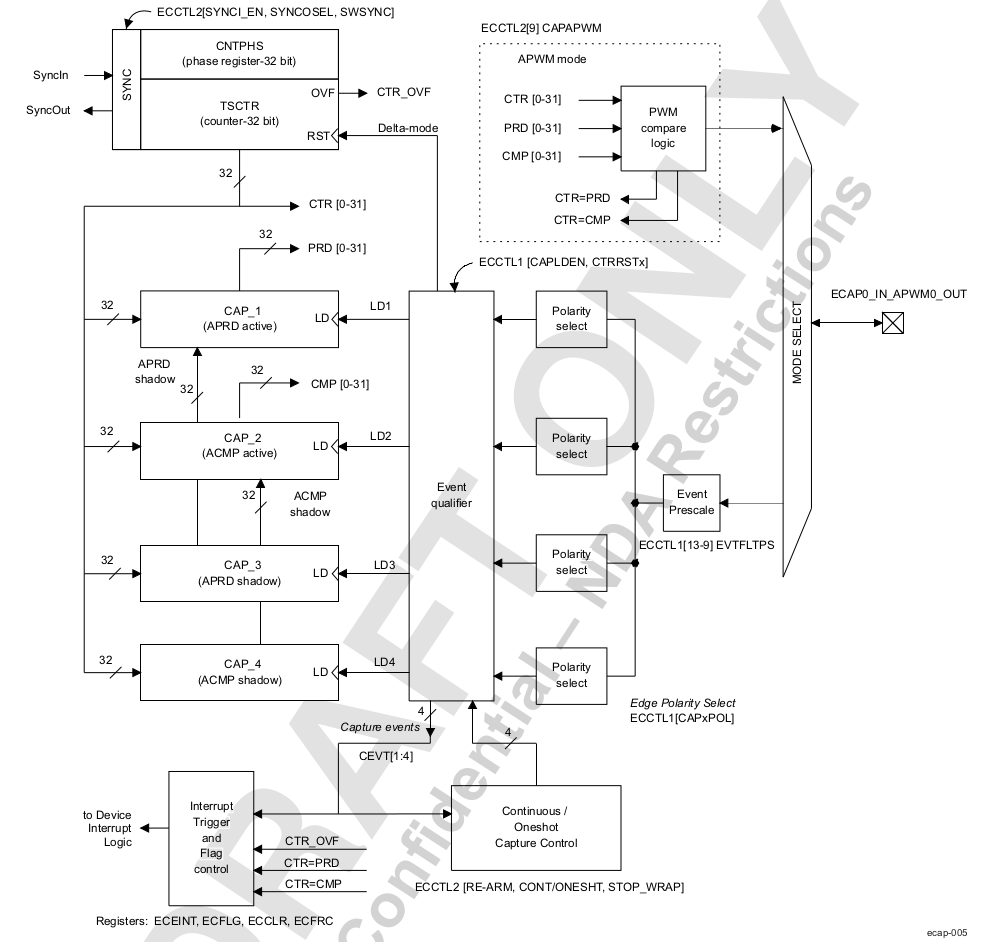 ECCTL2[SYNCI_EN, SYNCOSEL, SWSYNC]
SyncIn
SyncOut
SYNC
CNTPHS
(phase register-32 bit)
TSCTR
(counter-32 bit)
OVF
RST
CTR_OVF
Delta-mode
32
CTR [0-31]
32
PRD [0-31]
ECCTL2[9] CAPAPWM
APWM mode
CTR [0-31]
PRD [0-31]
CMP [0-31]
PWM
compare
logic
CTR=PRD
CTR=CMP
ECCTL1 [CAPLDEN, CTRRSTx]
ECAP0_IN_APWM0_OUT
MODE SELECT
32
CAP_1
(APRD active)
LD
LD1
Polarity
select
APRD
shadow
32
32
CMP [0-31]
32
CAP_2
(ACMP active)
LD
LD2
Polarity
select
32
ACMP
shadow
Event
qualifier
Event
Prescale
ECCTL1[13-9] EVTFLTPS
32
CAP_3
(APRD shadow)
LD
LD3
Polarity
select
32
CAP_4
(ACMP shadow)
LD
LD4
Polarity
select
Edge Polarity Select
ECCTL1[CAPxPOL]
4
Capture events
CEVT[1:4]
4
to Device
Interrupt
Logic
Interrupt
Trigger
and
Flag
control
CTR_OVF
CTR=PRD
CTR=CMP
Continuous /
Oneshot
Capture Control
ECCTL2 [RE-ARM, CONT/ONESHT, STOP_WRAP]
Registers: ECEINT, ECFLG, ECCLR, ECFRC
ecap-005
DRAFT ONLY
Confidential – NDA Restrictions